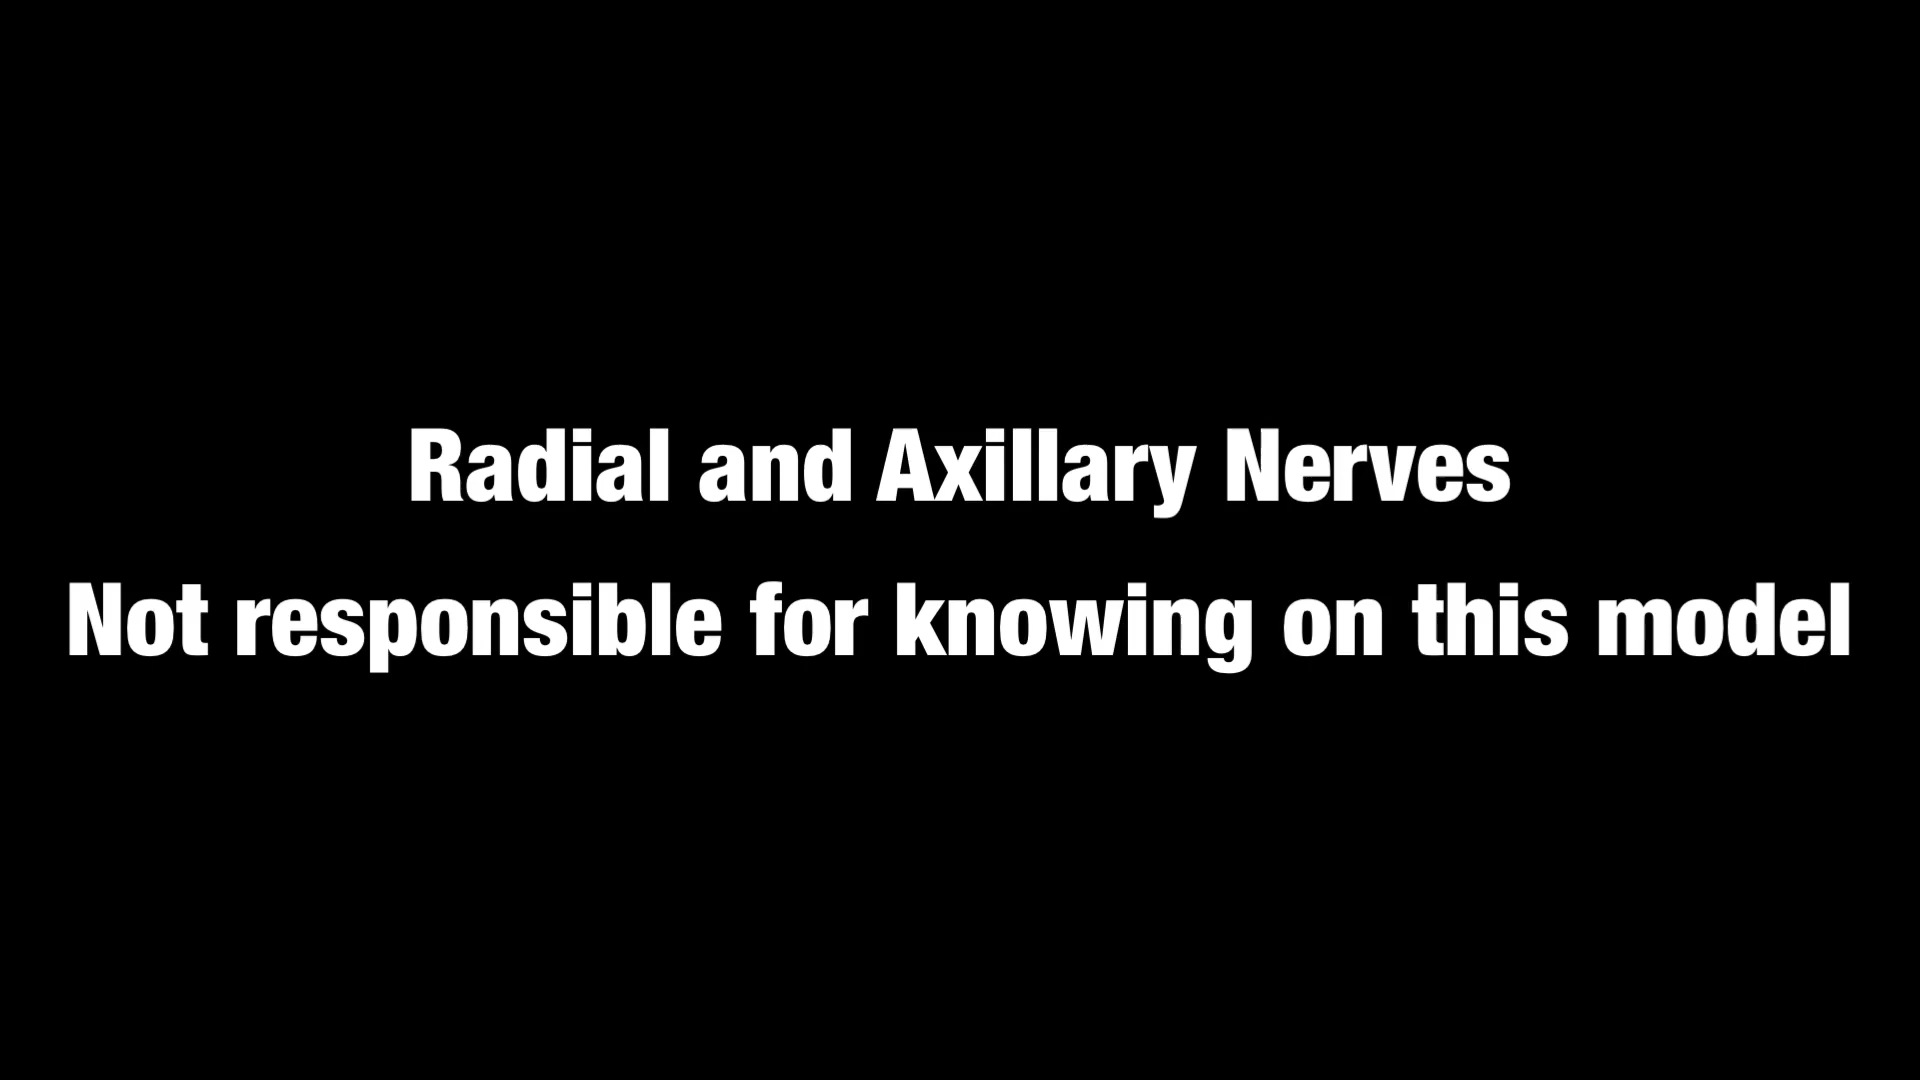 Radial and Axillary Nerves
Not responsible for knowing on this model